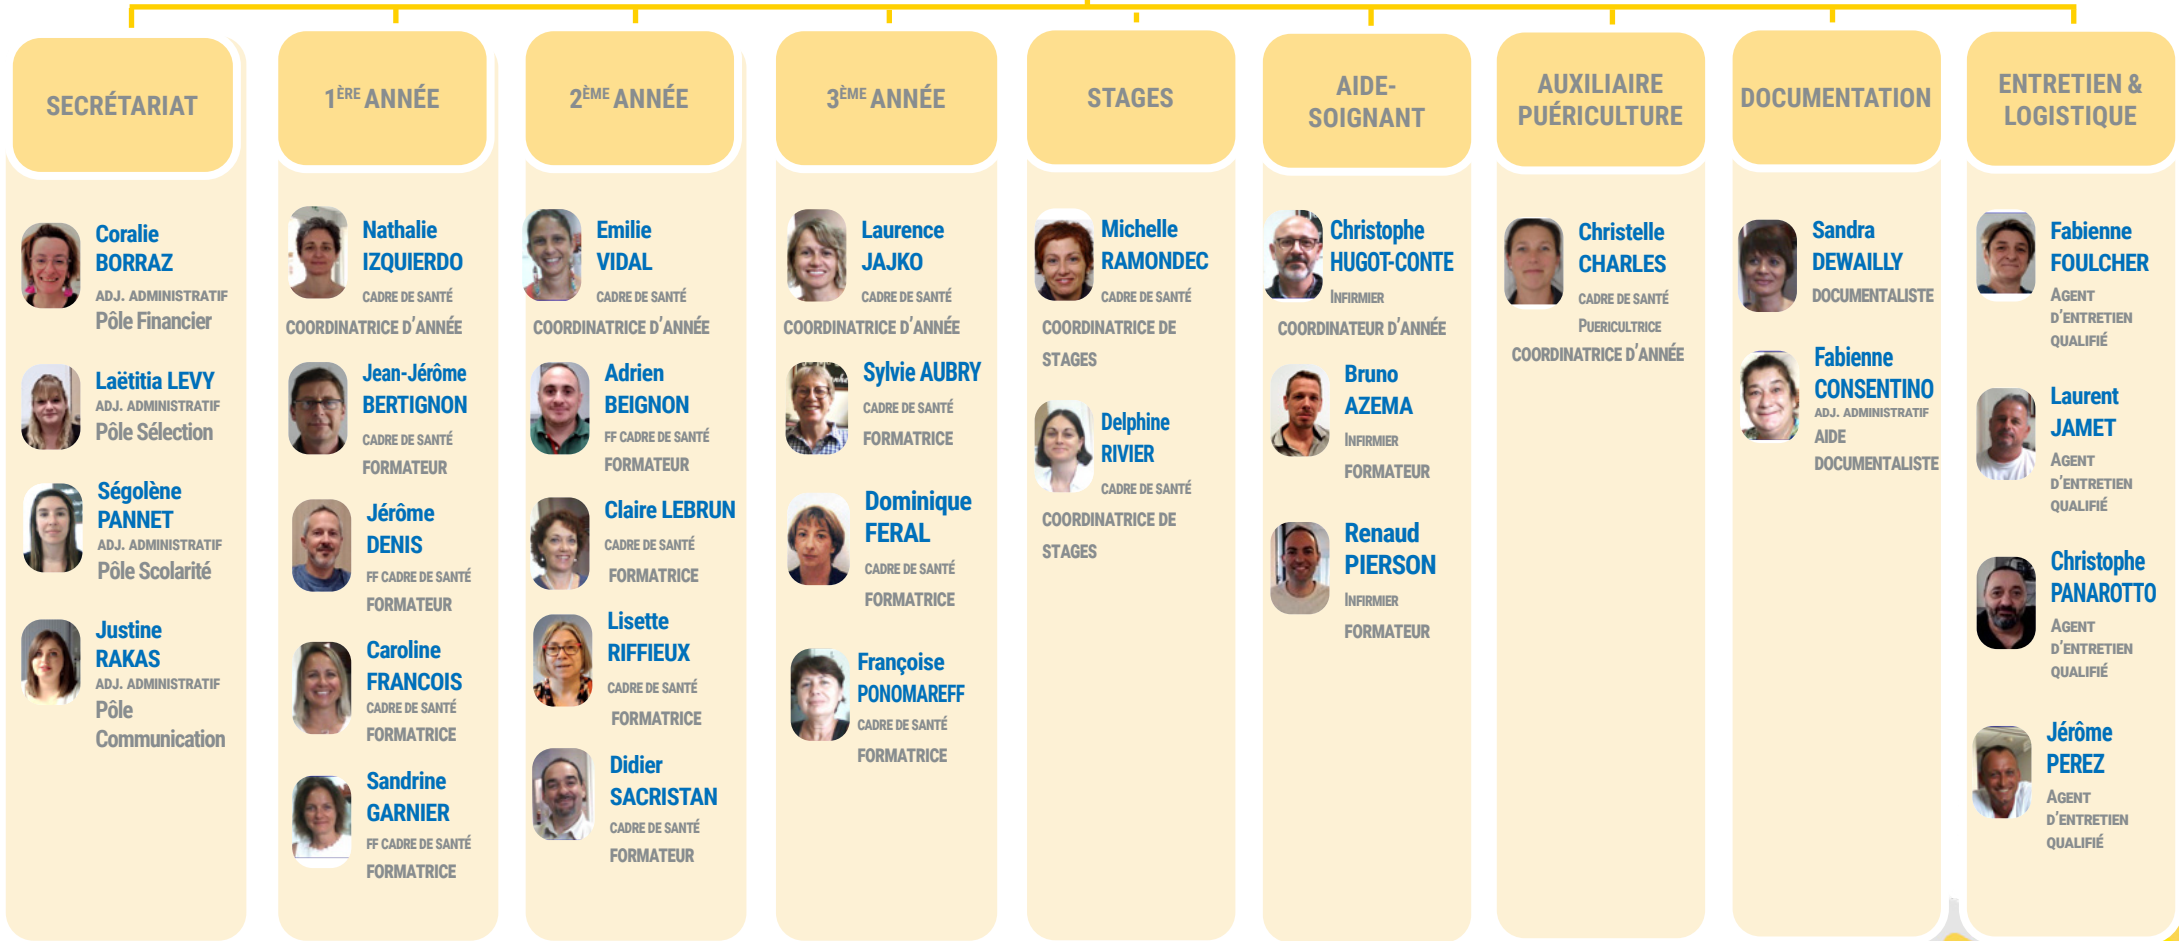 SECRÉTARIAT
Coralie
BORRAZ
ADJ. ADMINISTRATIF
Pôle Financier
Laëtitia LEVY
ADJ. ADMINISTRATIF
Pôle Sélection
Ségolène
PANNET
ADJ. ADMINISTRATIF
Pôle Scolarité
Justine
RAKAS
ADJ. ADMINISTRATIF
Pôle
Communication
1ÈRE ANNÉE
Nathalie
IZQUIERDO
CADRE DE SANTÉ
COORDINATRICE D'ANNÉE
Jean-Jérôme
BERTIGNON
CADRE DE SANTÉ
FORMATEUR
Jérôme
DENIS
FF CADRE DE SANTÉ
FORMATEUR
Caroline
FRANCOIS
CADRE DE SANTÉ
FORMATRICE
Sandrine
GARNIER
FF CADRE DE SANTÉ
FORMATRICE
2ÈME ANNÉE
Emilie
VIDAL
CADRE DE SANTÉ
COORDINATRICE D'ANNÉE
Adrien
BEIGNON
FF CADRE DE SANTÉ
FORMATEUR
Claire LEBRUN
CADRE DE SANTÉ
FORMATRICE
Lisette
RIFFIEUX
CADRE DE SANTÉ
FORMATRICE
Didier
SACRISTAN
CADRE DE SANTÉ
FORMATEUR
3ÈME ANNÉE
Laurence
JAJKO
CADRE DE SANTÉ
COORDINATRICE D'ANNÉE
Sylvie AUBRY
CADRE DE SANTÉ
FORMATRICE
Dominique
FERAL
CADRE DE SANTÉ
FORMATRICE
Françoise
PONOMAREFF
CADRE DE SANTÉ
FORMATRICE
STAGES
Michelle
RAMONDEC
CADRE DE SANTÉ
COORDINATRICE DE
STAGES
Delphine
RIVIER
CADRE DE SANTÉ
COORDINATRICE DE
STAGES
AIDE-
SOIGNANT
Christophe
HUGOT-CONTE
INFIRMIER
COORDINATEUR D'ANNÉE
Bruno
AZEMA
INFIRMIER
FORMATEUR
Renaud
PIERSON
INFIRMIER
FORMATEUR
AUXILIAIRE
PUÉRICULTURE
Christelle
CHARLES
CADRE DE SANTÉ
PUERICULTRICE
COORDINATRICE D'ANNÉE
DOCUMENTATION
Sandra
DEWAILLY
DOCUMENTALISTE
Fabienne
CONSENTINO
ADJ. ADMINISTRATIF
AIDE
DOCUMENTALISTE
ENTRETIEN &
LOGISTIQUE
Fabienne
FOULCHER
AGENT
D'ENTRETIEN
QUALIFIÉ
Laurent
JAMET
AGENT
D'ENTRETIEN
QUALIFIÉ
Christophe
PANAROTTO
AGENT
D'ENTRETIEN
QUALIFIÉ
Jérôme
PEREZ
AGENT
D'ENTRETIEN
QUALIFIÉ